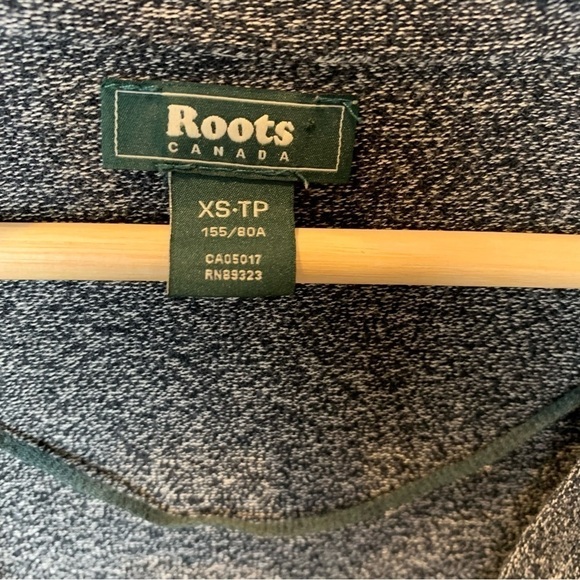 Roots
CANADA
XS·TP
155/80A
CA05017
RN89323